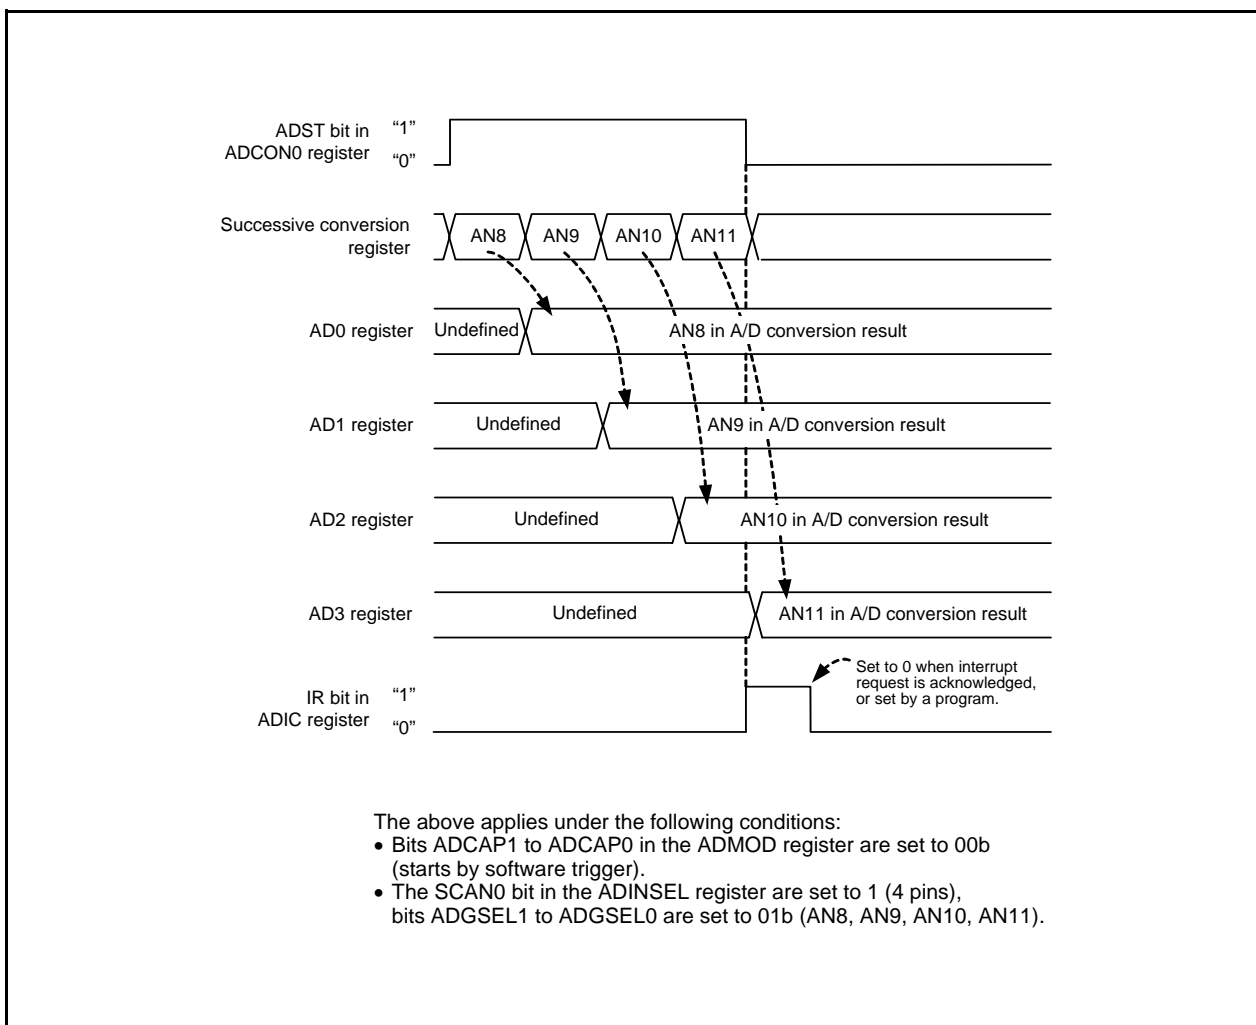 ADST bit in
ADCON0 register
“1”
“0”
Successive conversion
register
AN8
AN9
AN10
AN11
AD0 register
Undefined
AN8 in A/D conversion result
AD1 register
Undefined
AN9 in A/D conversion result
AD2 register
Undefined
AN10 in A/D conversion result
AD3 register
Undefined
AN11 in A/D conversion result
IR bit in
ADIC register
“1”
“0”
Set to 0 when interrupt
request is acknowledged,
or set by a program.
The above applies under the following conditions:
• Bits ADCAP1 to ADCAP0 in the ADMOD register are set to 00b
(starts by software trigger).
• The SCAN0 bit in the ADINSEL register are set to 1 (4 pins),
bits ADGSEL1 to ADGSEL0 are set to 01b (AN8, AN9, AN10, AN11).